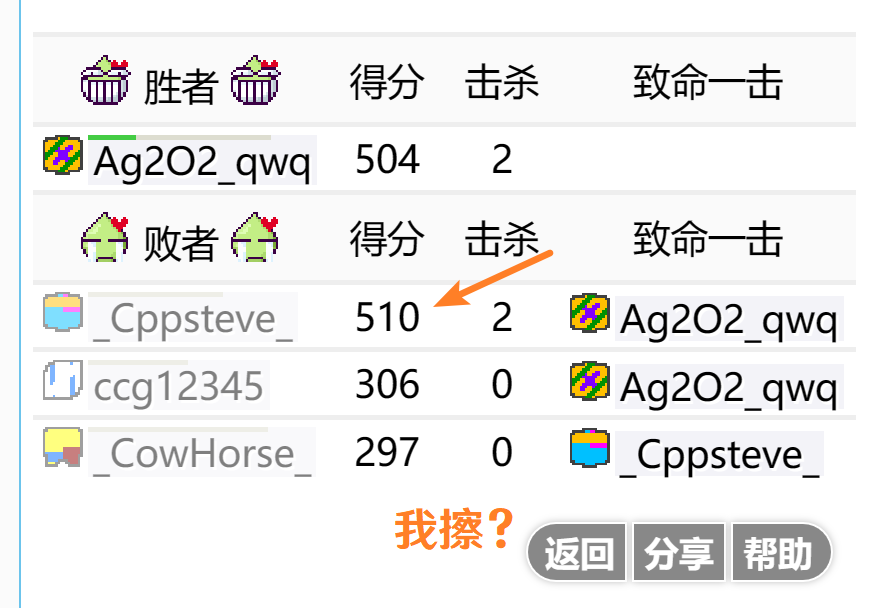 胜者 得分 击杀 致命一击
Ag2O2_qwq 504 2
败者 得分 击杀 致命一击
_Cppsteve_ 510 2 Ag2O2_qwq
ccg12345 306 0 Ag2O2_qwq
_CowHorse_ 297 0 _Cppsteve_
我擦？
返回 分享 帮助